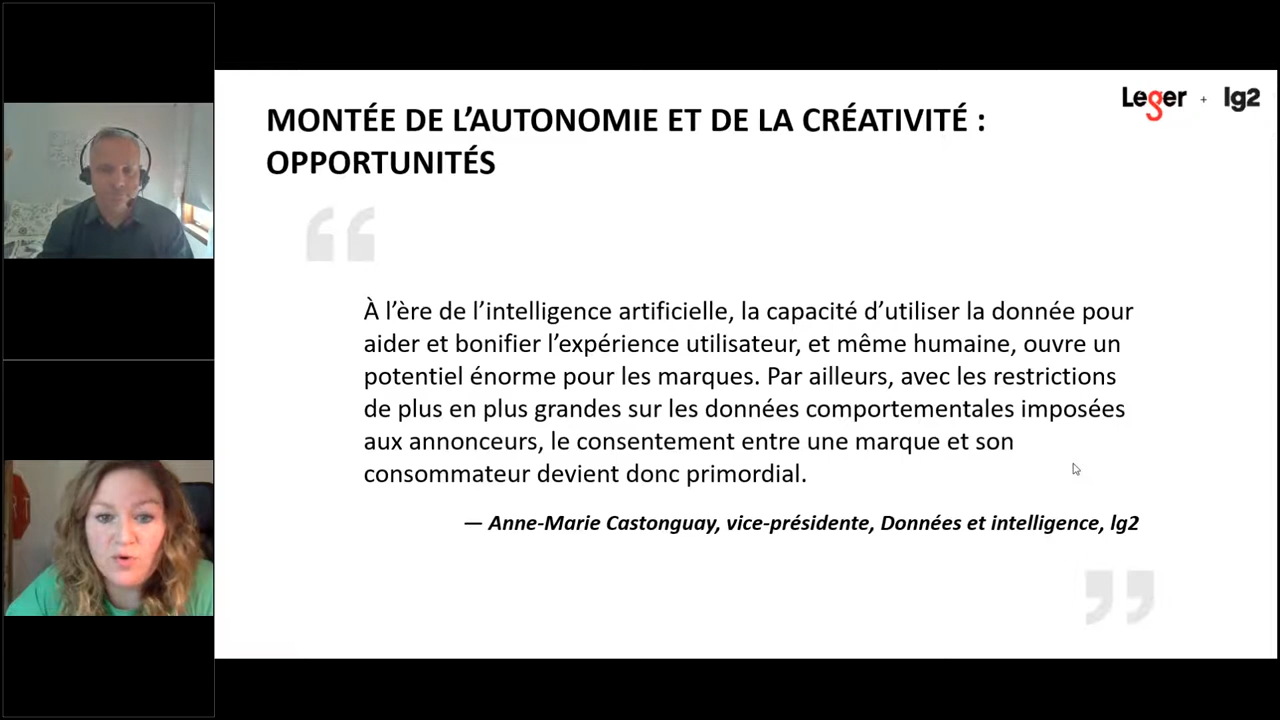 Leger + lg2
MONTÉE DE L'AUTONOMIE ET DE LA CRÉATIVITÉ :
OPPORTUNITÉS
“
À l'ère de l'intelligence artificielle, la capacité d'utiliser la donnée pour
aider et bonifier l'expérience utilisateur, et même humaine, ouvre un
potentiel énorme pour les marques. Par ailleurs, avec les restrictions
de plus en plus grandes sur les données comportementales imposées
aux annonceurs, le consentement entre une marque et son
consommateur devient donc primordial.
— Anne-Marie Castonguay, vice-présidente, Données et intelligence, lg2
”